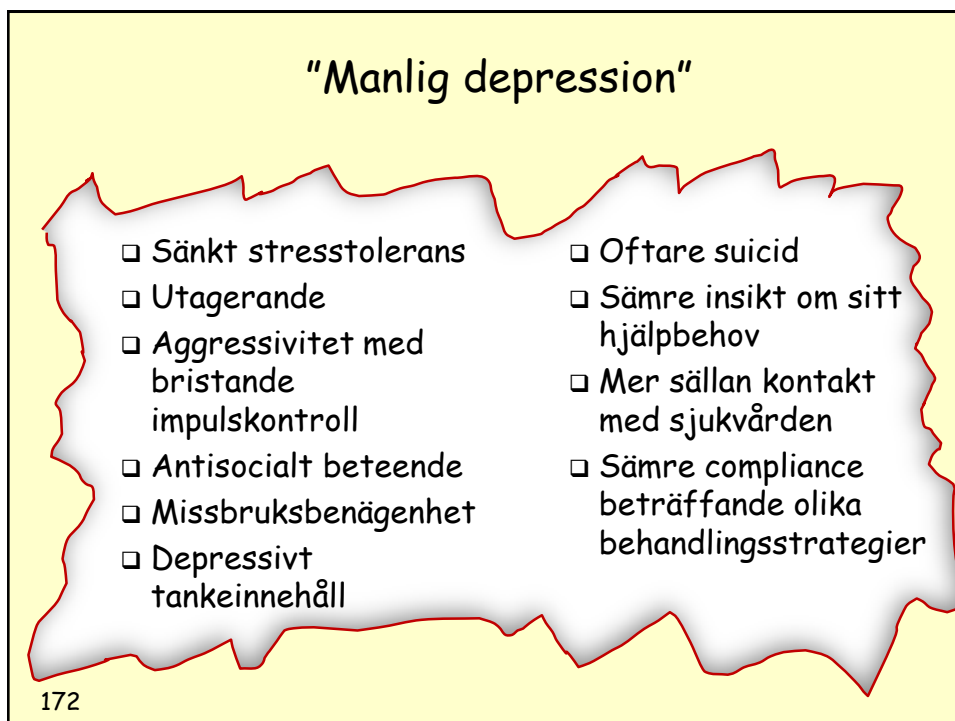 ”Manlig depression”
❑ Sänkt stresstolerans
❑ Utagerande
❑ Aggressivitet med
bristande
impulskontroll
❑ Antisocialt beteende
❑ Missbruksbenägenhet
❑ Depressivt
tankeinnehåll
❑ Oftare suicid
❑ Sämre insikt om sitt
hjälpbehov
❑ Mer sällan kontakt
med sjukvården
❑ Sämre compliance
beträffande olika
behandlingsstrategier
172